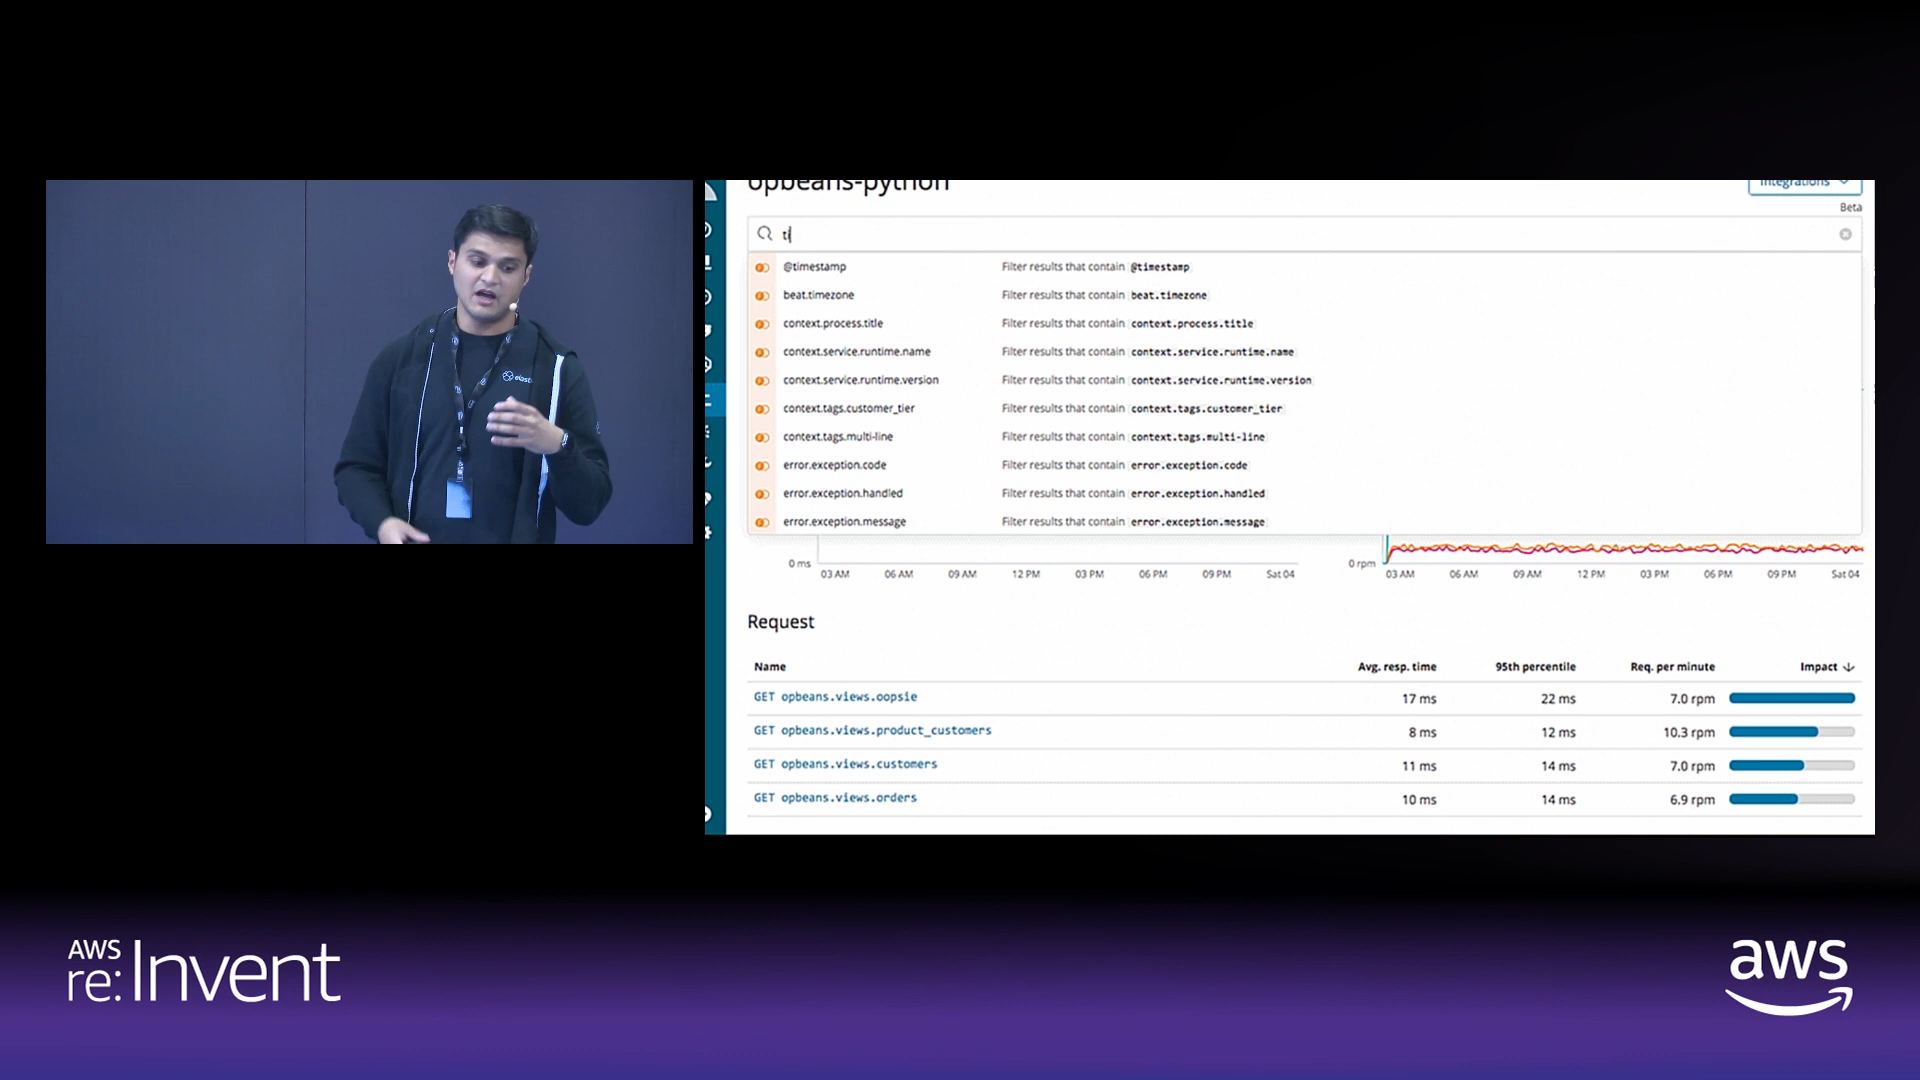 elast
opbeans-python
Integrations
Beta
ti
@timestamp Filter results that contain @timestamp
beat.timezone Filter results that contain beat.timezone
context.process.title Filter results that contain context.process.title
context.service.runtime.name Filter results that contain context.service.runtime.name
context.service.runtime.version Filter results that contain context.service.runtime.version
context.tags.customer_tier Filter results that contain context.tags.customer_tier
context.tags.multi-line Filter results that contain context.tags.multi-line
error.exception.code Filter results that contain error.exception.code
error.exception.handled Filter results that contain error.exception.handled
error.exception.message Filter results that contain error.exception.message
0 ms 0 rpm
03 AM 06 AM 09 AM 12 PM 03 PM 06 PM 09 PM Sat 04 03 AM 06 AM 09 AM 12 PM 03 PM 06 PM 09 PM Sat 04
Request
Name Avg. resp. time 95th percentile Req. per minute Impact
GET opbeans.views.oopsie 17 ms 22 ms 7.0 rpm
GET opbeans.views.product_customers 8 ms 12 ms 10.3 rpm
GET opbeans.views.customers 11 ms 14 ms 7.0 rpm
GET opbeans.views.orders 10 ms 14 ms 6.9 rpm
AWS
re:Invent
aws